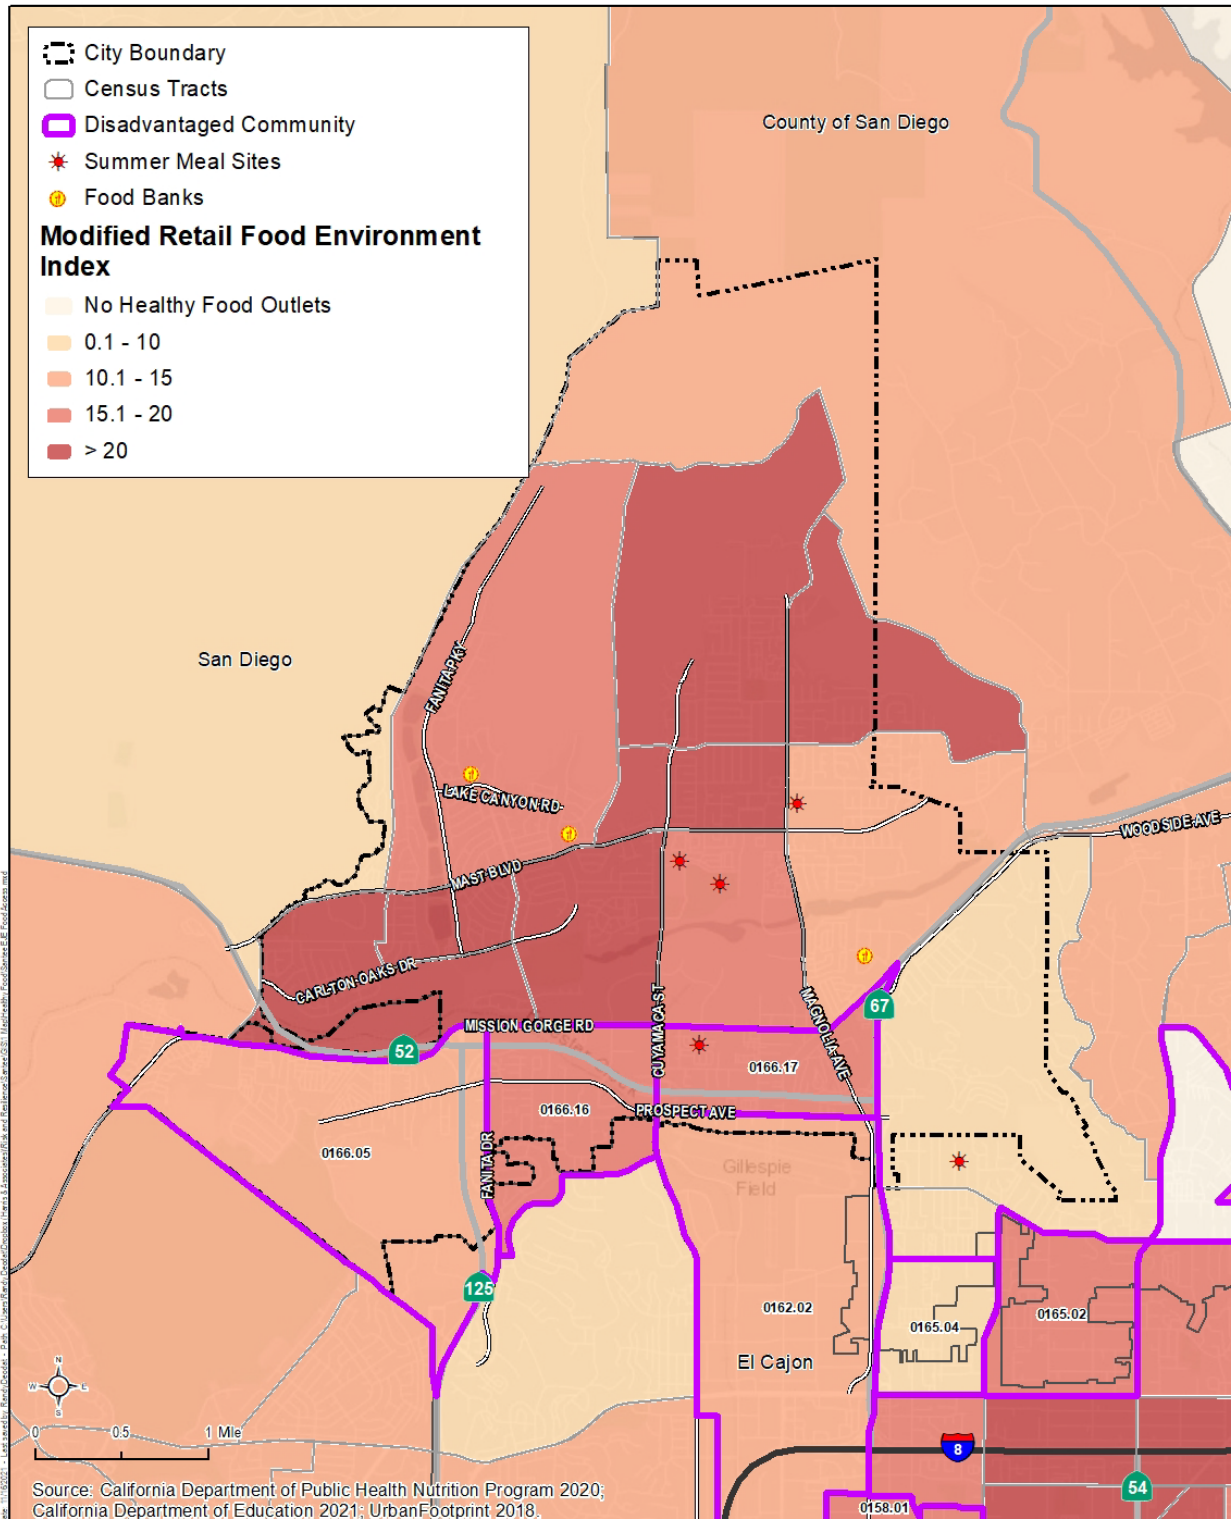 City Boundary
Census Tracts
Disadvantaged Community
Summer Meal Sites
Food Banks
Modified Retail Food Environment
Index
No Healthy Food Outlets
0.1 - 10
10.1 - 15
15.1 - 20
> 20
County of San Diego
San Diego
FANITA PKY
LAKE CANYON RD
WOODSIDE AVE
MAST BLVD
CARLTON OAKS DR
CUYAMACA ST
MAGNOLIA AVE
67
MISSION GORGE RD
52
0166.17
0166.16
PROSPECT AVE
0166.05
FANITA DR
Gillespie
Field
125
0162.02
0165.04
0165.02
El Cajon
N
W
E
S
0
0.5
1 Mile
8
54
0158.01
Source: California Department of Public Health Nutrition Program 2020;
California Department of Education 2021; UrbanFootprint 2018.